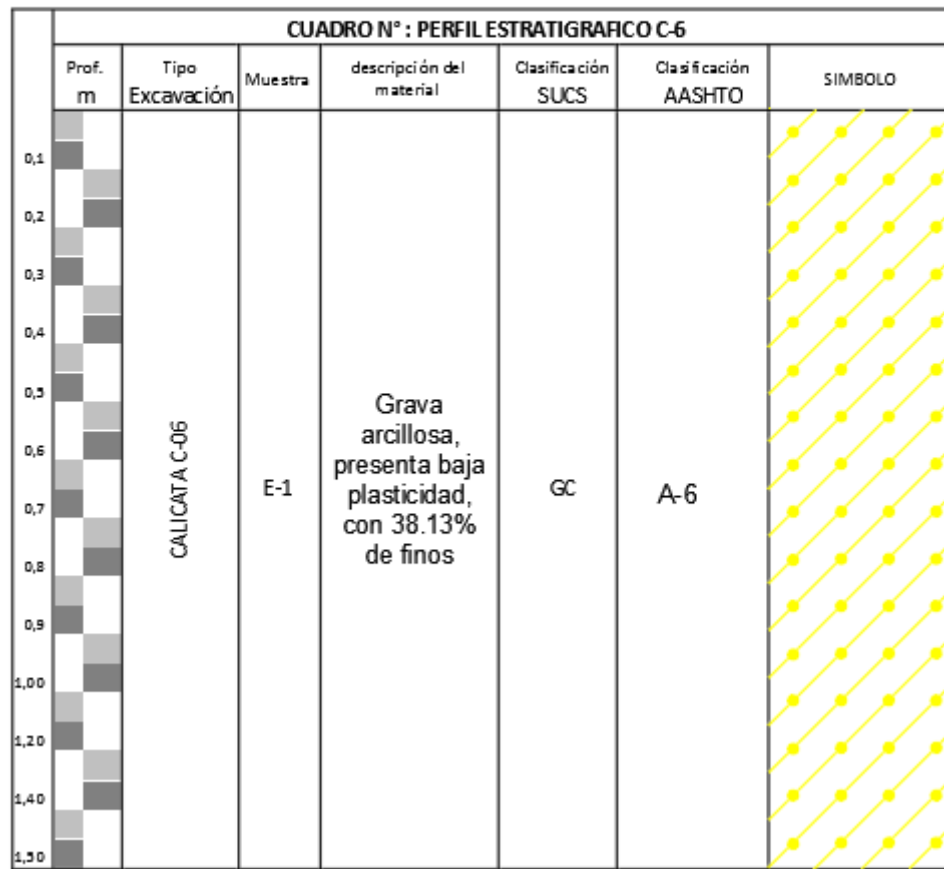 CUADRO N° : PERFIL ESTRATIGRAFICO C-6
Prof.
m
Tipo
Excavación
Muestra
descripción del
material
Clasificación
SUCS
Clasificación
AASHTO
SIMBOLO
0,1
0,2
0,3
0,4
0,5
0,6
0,7
0,8
0,9
1,00
1,20
1,40
1,50
CALICATA C-06
E-1
Grava
arcillosa,
presenta baja
plasticidad,
con 38.13%
de finos
GC
A-6